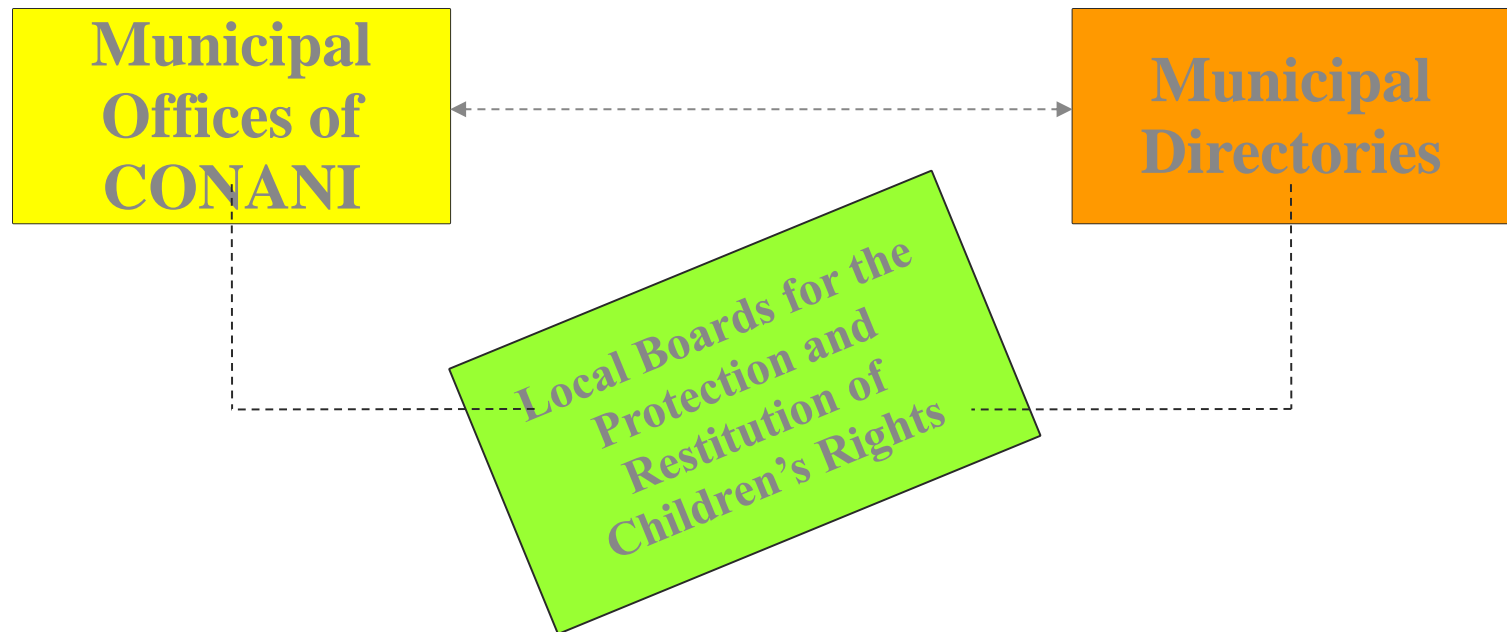 Municipal
Offices of
CONANI
Municipal
Directories
Local Boards for the
Protection and
Restitution of
Children’s Rights